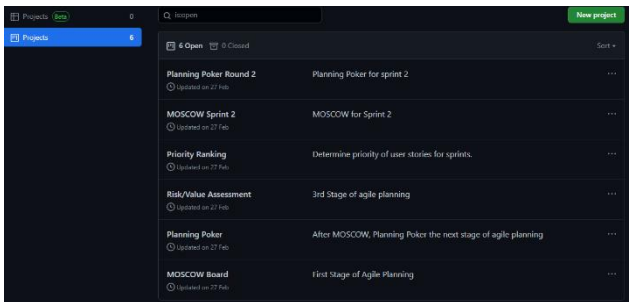 Projects Beta 0
Projects 6
is:open
New project
6 Open 0 Closed
Sort
Planning Poker Round 2
Planning Poker for sprint 2
Updated on 27 Feb
MOSCOW Sprint 2
MOSCOW for Sprint 2
Updated on 27 Feb
Priority Ranking
Determine priority of user stories for sprints.
Updated on 27 Feb
Risk/Value Assessment
3rd Stage of agile planning
Updated on 27 Feb
Planning Poker
After MOSCOW, Planning Poker the next stage of agile planning
Updated on 27 Feb
MOSCOW Board
First Stage of Agile Planning
Updated on 27 Feb